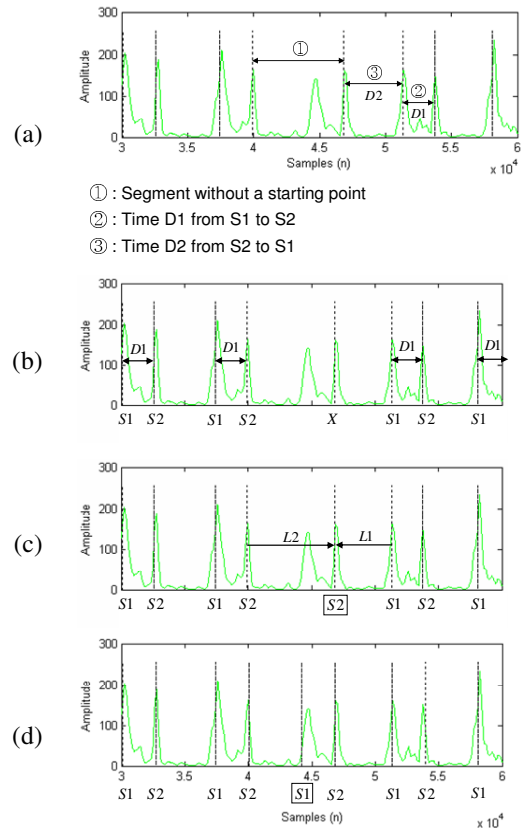 (a)
Amplitude
300
200
100
0
①
③
②
D2
D1
3 3.5 4 4.5 5 5.5 6
Samples (n)
x 10⁴
① : Segment without a starting point
② : Time D1 from S1 to S2
③ : Time D2 from S2 to S1
(b)
Amplitude
300
200
100
0
D1 D1 D1 D1
S1 S2 S1 S2 X S1 S2 S1
(c)
Amplitude
300
200
100
0
L2 L1
S1 S2 S1 S2 S2 S1 S2 S1
(d)
Amplitude
300
200
100
0
3 3.5 4 4.5 5 5.5 6
Samples (n)
S1 S2 S1 S2 S1 S2 S1 S2 S1
x 10⁴